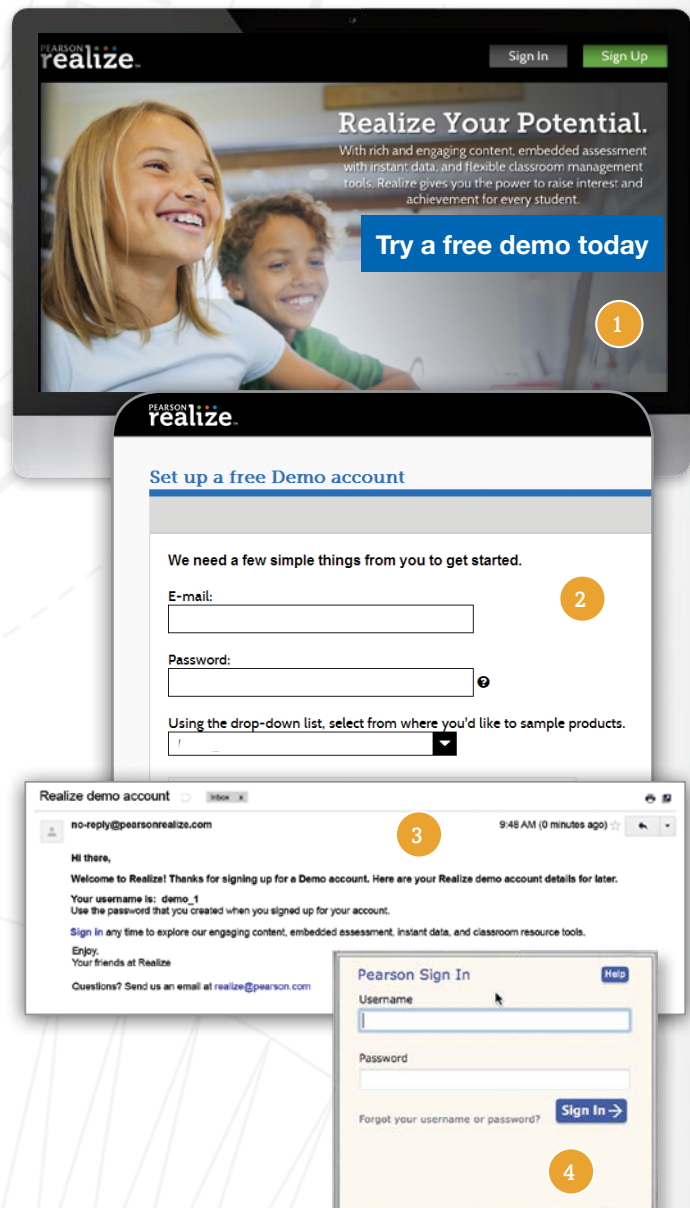 PEARSON
realize™
Sign In
Sign Up
Realize Your Potential.
With rich and engaging content, embedded assessment
with instant data, and flexible classroom management
tools, Realize gives you the power to raise interest and
achievement for every student.
Try a free demo today
1
PEARSON
realize™
Set up a free Demo account
We need a few simple things from you to get started.
2
E-mail:
Password:
Using the drop-down list, select from where you'd like to sample products.
Realize demo account
Inbox x
no-reply@pearsonrealize.com
3
9:48 AM (0 minutes ago)
Hi there,
Welcome to Realize! Thanks for signing up for a Demo account. Here are your Realize demo account details for later.
Your username is: demo_1
Use the password that you created when you signed up for your account.
Sign in any time to explore our engaging content, embedded assessment, instant data, and classroom resource tools.
Enjoy,
Your friends at Realize
Questions? Send us an email at realize@pearson.com
Pearson Sign In
Help
Username
Password
Forgot your username or password?
Sign In →
4